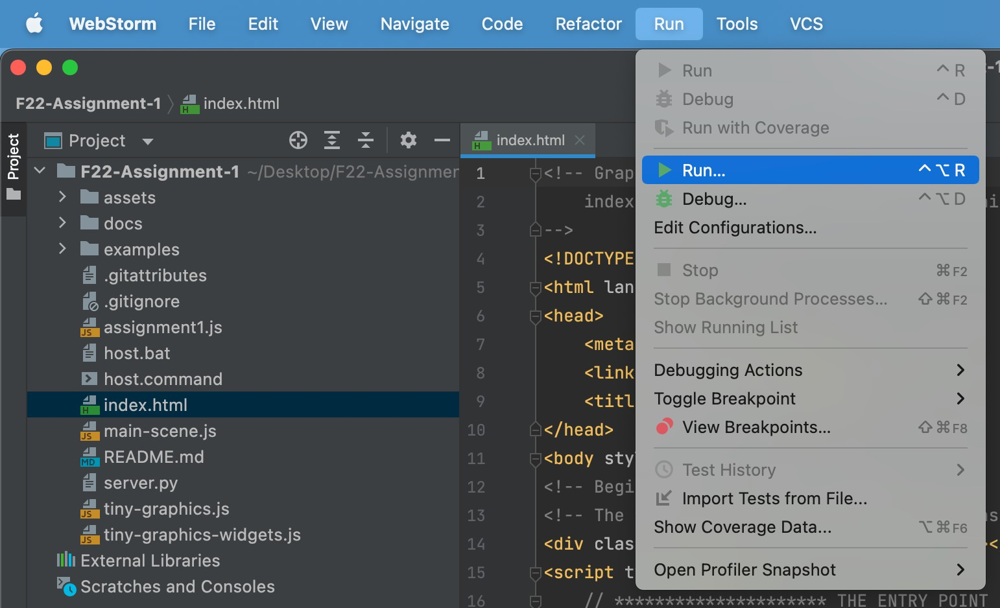 WebStorm File Edit View Navigate Code Refactor Run Tools VCS
F22-Assignment-1 index.html
Project
Project
index.html
F22-Assignment-1 ~/Desktop/F22-Assignmer
assets
docs
examples
.gitattributes
.gitignore
JS assignment1.js
host.bat
host.command
H index.html
JS main-scene.js
MD README.md
server.py
JS tiny-graphics.js
JS tiny-graphics-widgets.js
External Libraries
Scratches and Consoles
1 <!-- Grap
2 index
3 -->
4 <!DOCTYPE
5 <html lan
6 <head>
7 <meta
8 <link
9 <titl
10 </head>
11 <body sty
12 <!-- Begi
13 <!-- The
14 <div clas
15 <script t
16 // ********************* THE ENTRY POINT
Run ⌃ R
Debug ⌃ D
Run with Coverage
Run... ⌃ ⌥ R
Debug... ⌃ ⌥ D
Edit Configurations...
Stop ⌘F2
Stop Background Processes... ⇧⌘F2
Show Running List
Debugging Actions
Toggle Breakpoint
View Breakpoints... ⇧⌘F8
Test History
Import Tests from File...
Show Coverage Data... ⌥⌘F6
Open Profiler Snapshot